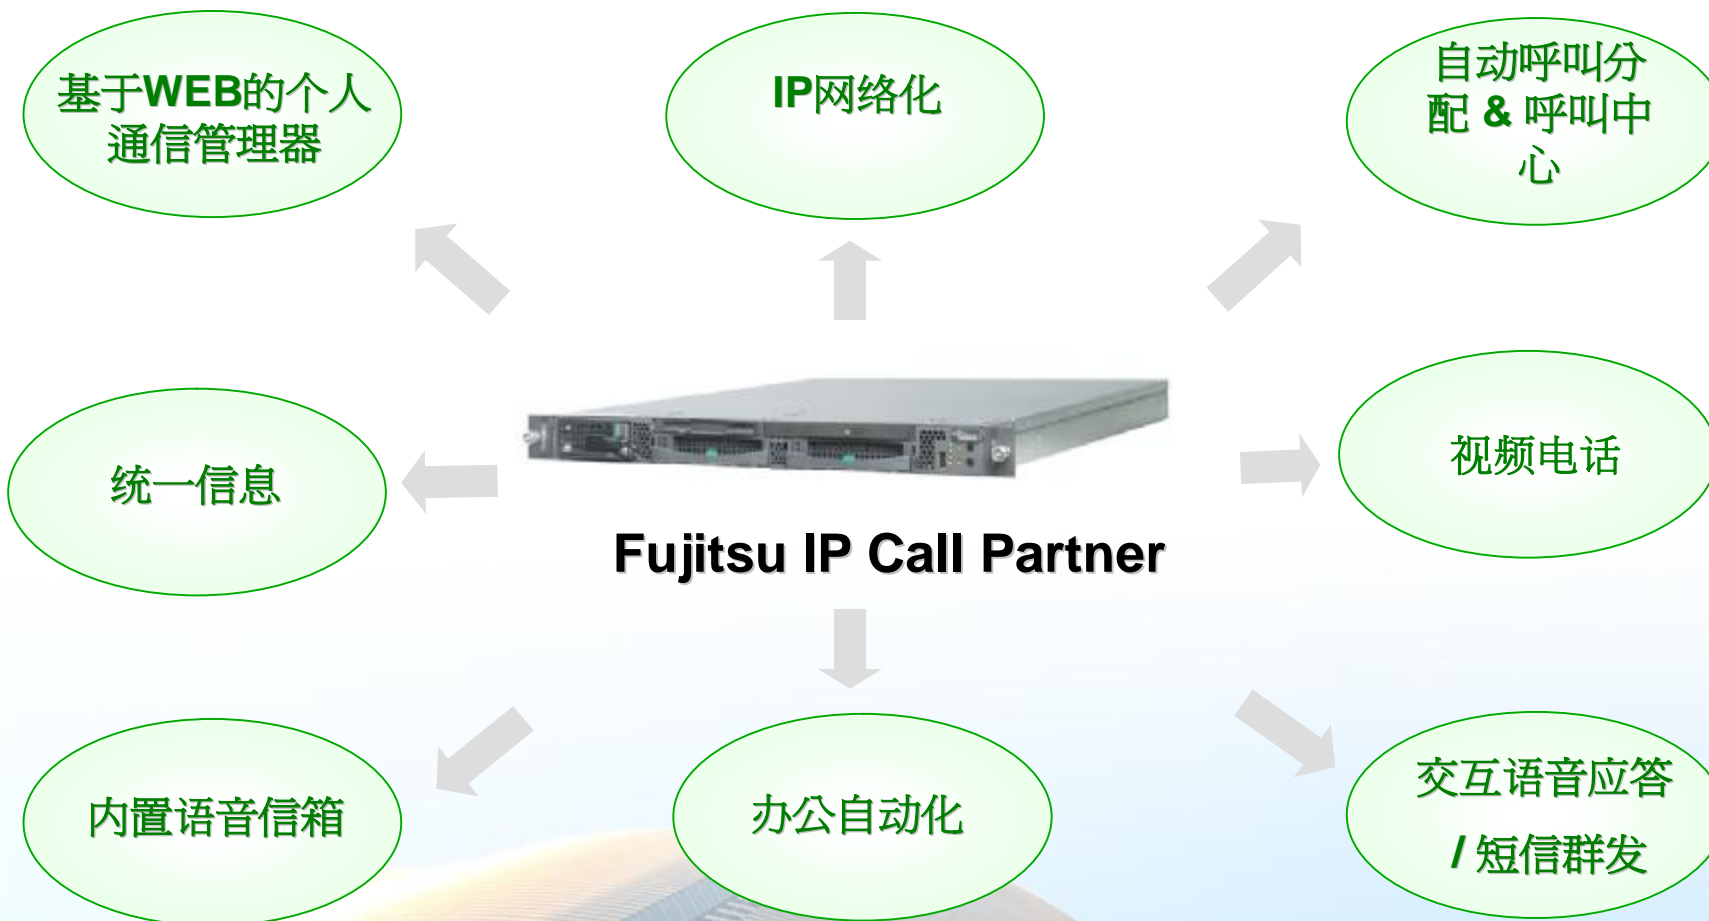 基于WEB的个人
通信管理器
IP网络化
自动呼叫分
配 & 呼叫中
心
统一信息
视频电话
Fujitsu IP Call Partner
内置语音信箱
办公自动化
交互语音应答
/ 短信群发